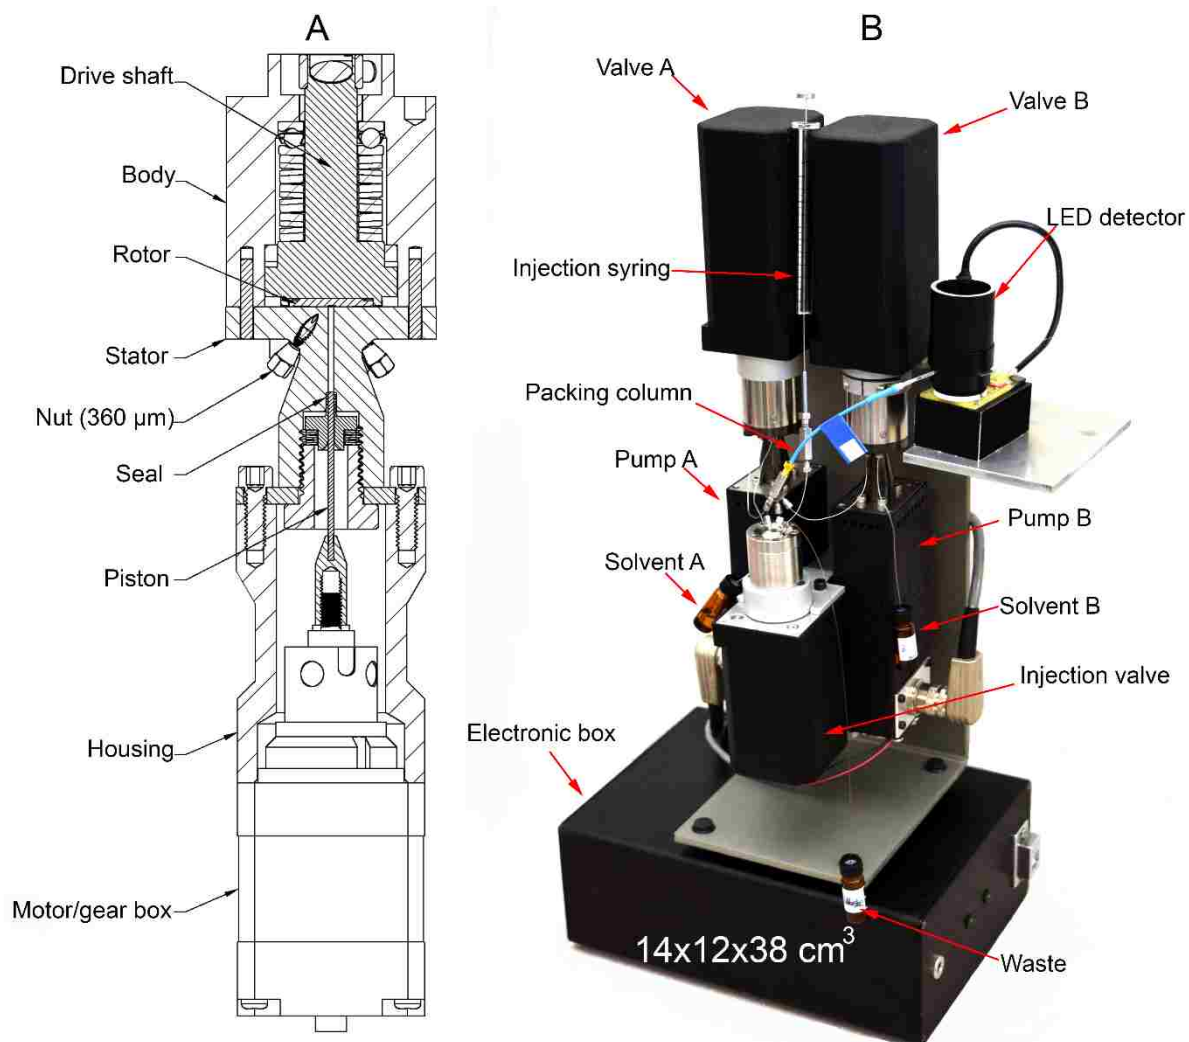 A
Drive shaft
Body
Rotor
Stator
Nut (360 µm)
Seal
Piston
Housing
Motor/gear box
B
Valve A
Valve B
LED detector
Injection syring
Packing column
Pump A
Pump B
Solvent A
Solvent B
Injection valve
Electronic box
14x12x38 cm³
Waste